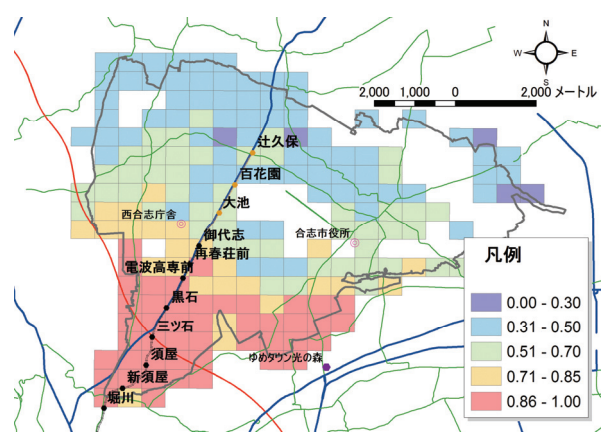 N
W E
S
2,000 1,000 0 2,000 メートル
辻久保
百花園
大池
西合志庁舎
御代志
合志市役所
再春荘前
電波高専前
黒石
三ツ石
須屋
ゆめタウン光の森
新須屋
堀川
凡例
0.00 - 0.30
0.31 - 0.50
0.51 - 0.70
0.71 - 0.85
0.86 - 1.00